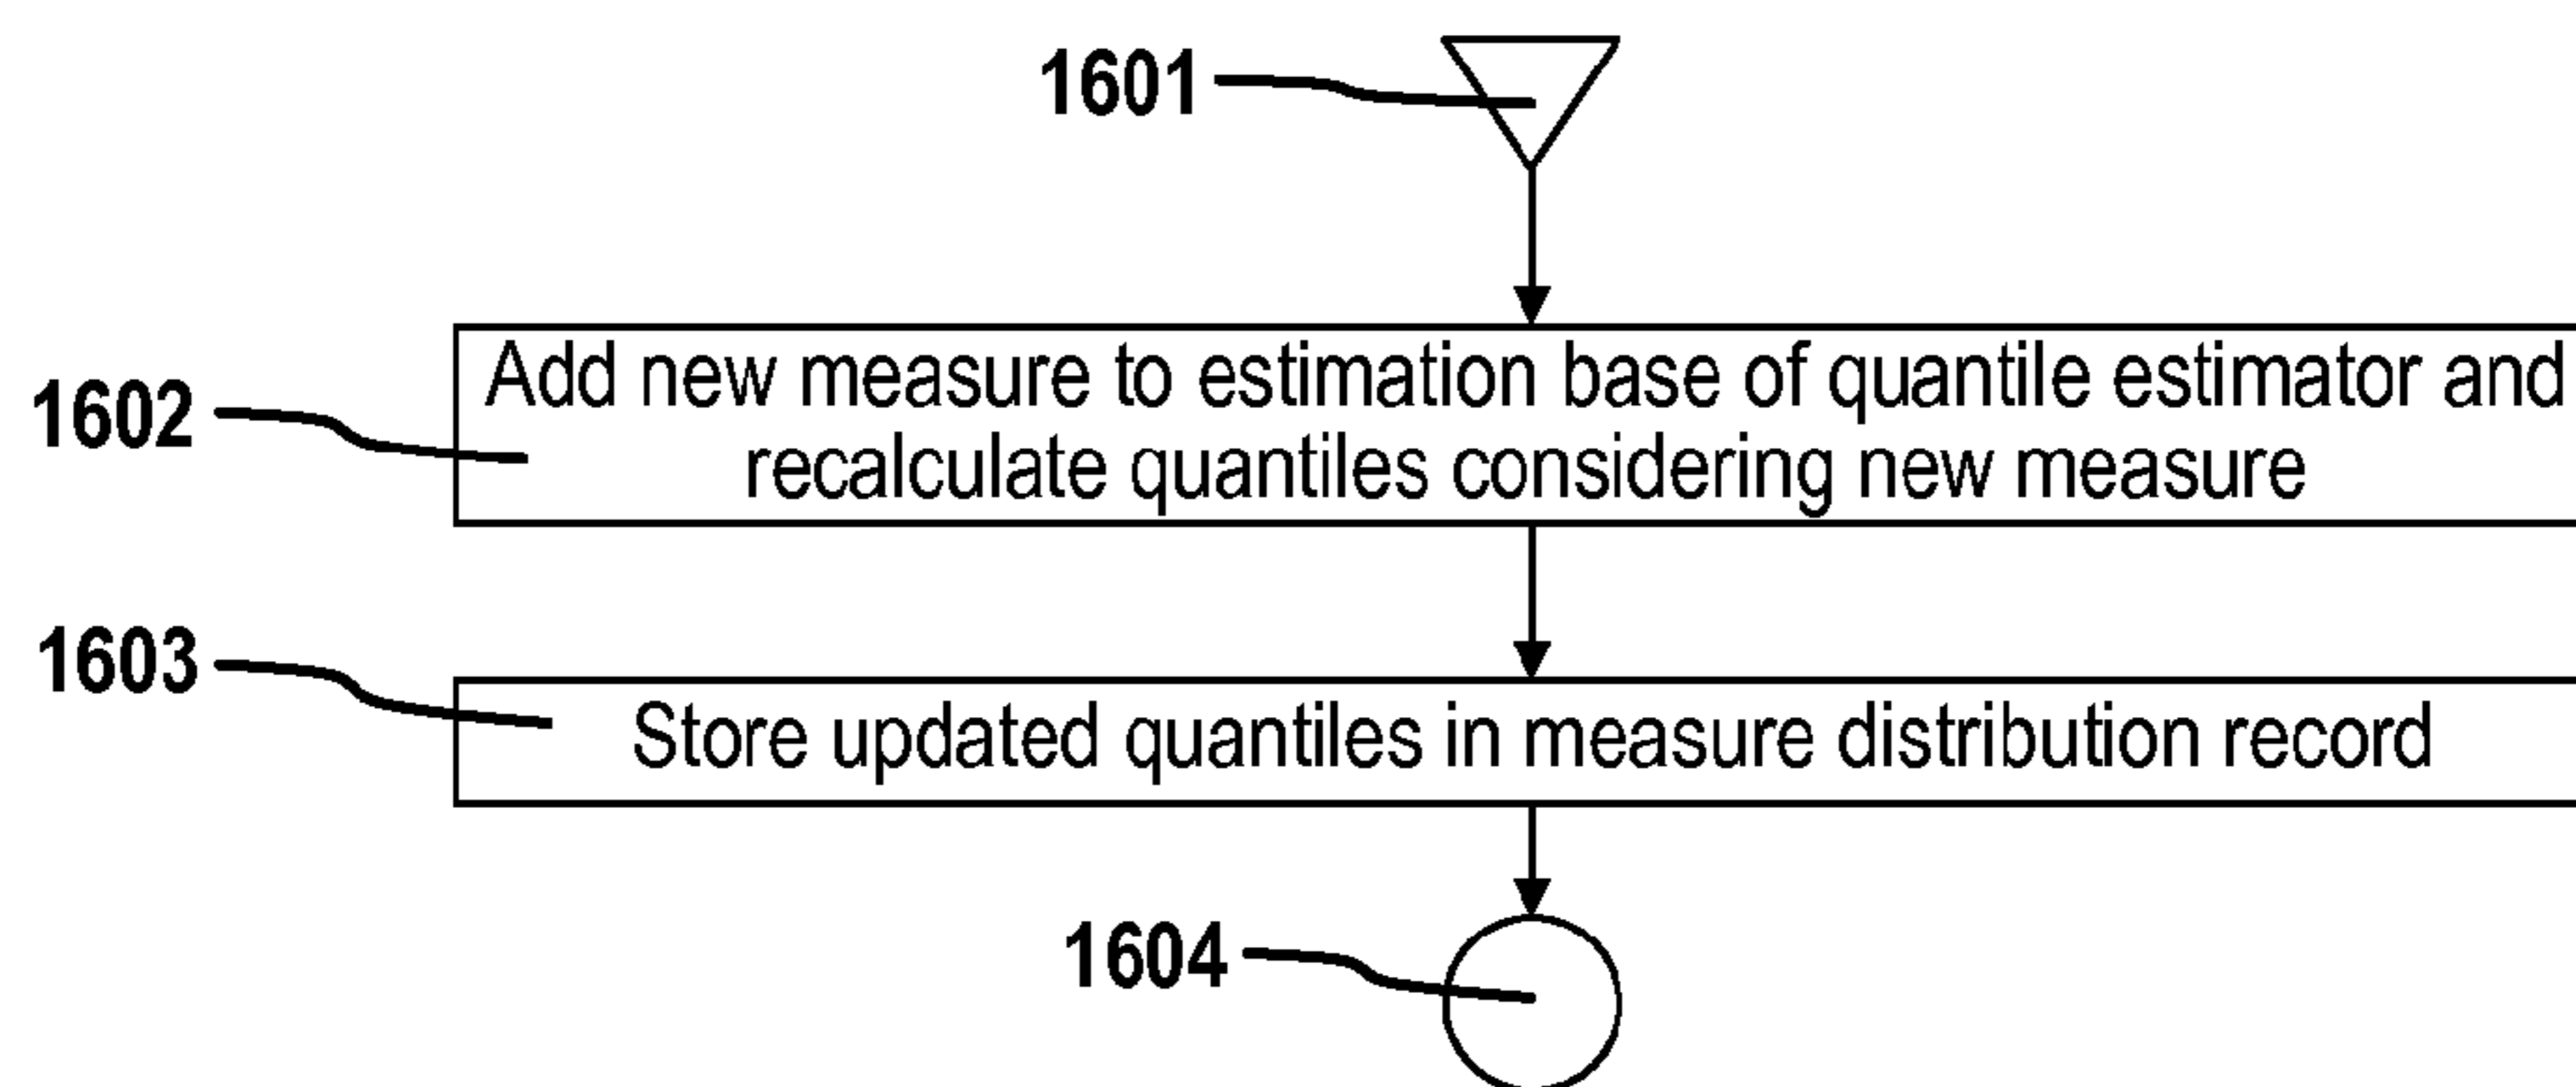 1601
1602
Add new measure to estimation base of quantile estimator and
recalculate quantiles considering new measure
1603
Store updated quantiles in measure distribution record
1604